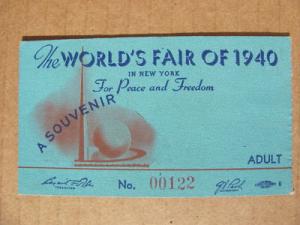 The WORLD'S FAIR OF 1940
IN NEW YORK
For Peace and Freedom
A SOUVENIR
ADULT
No. 00122